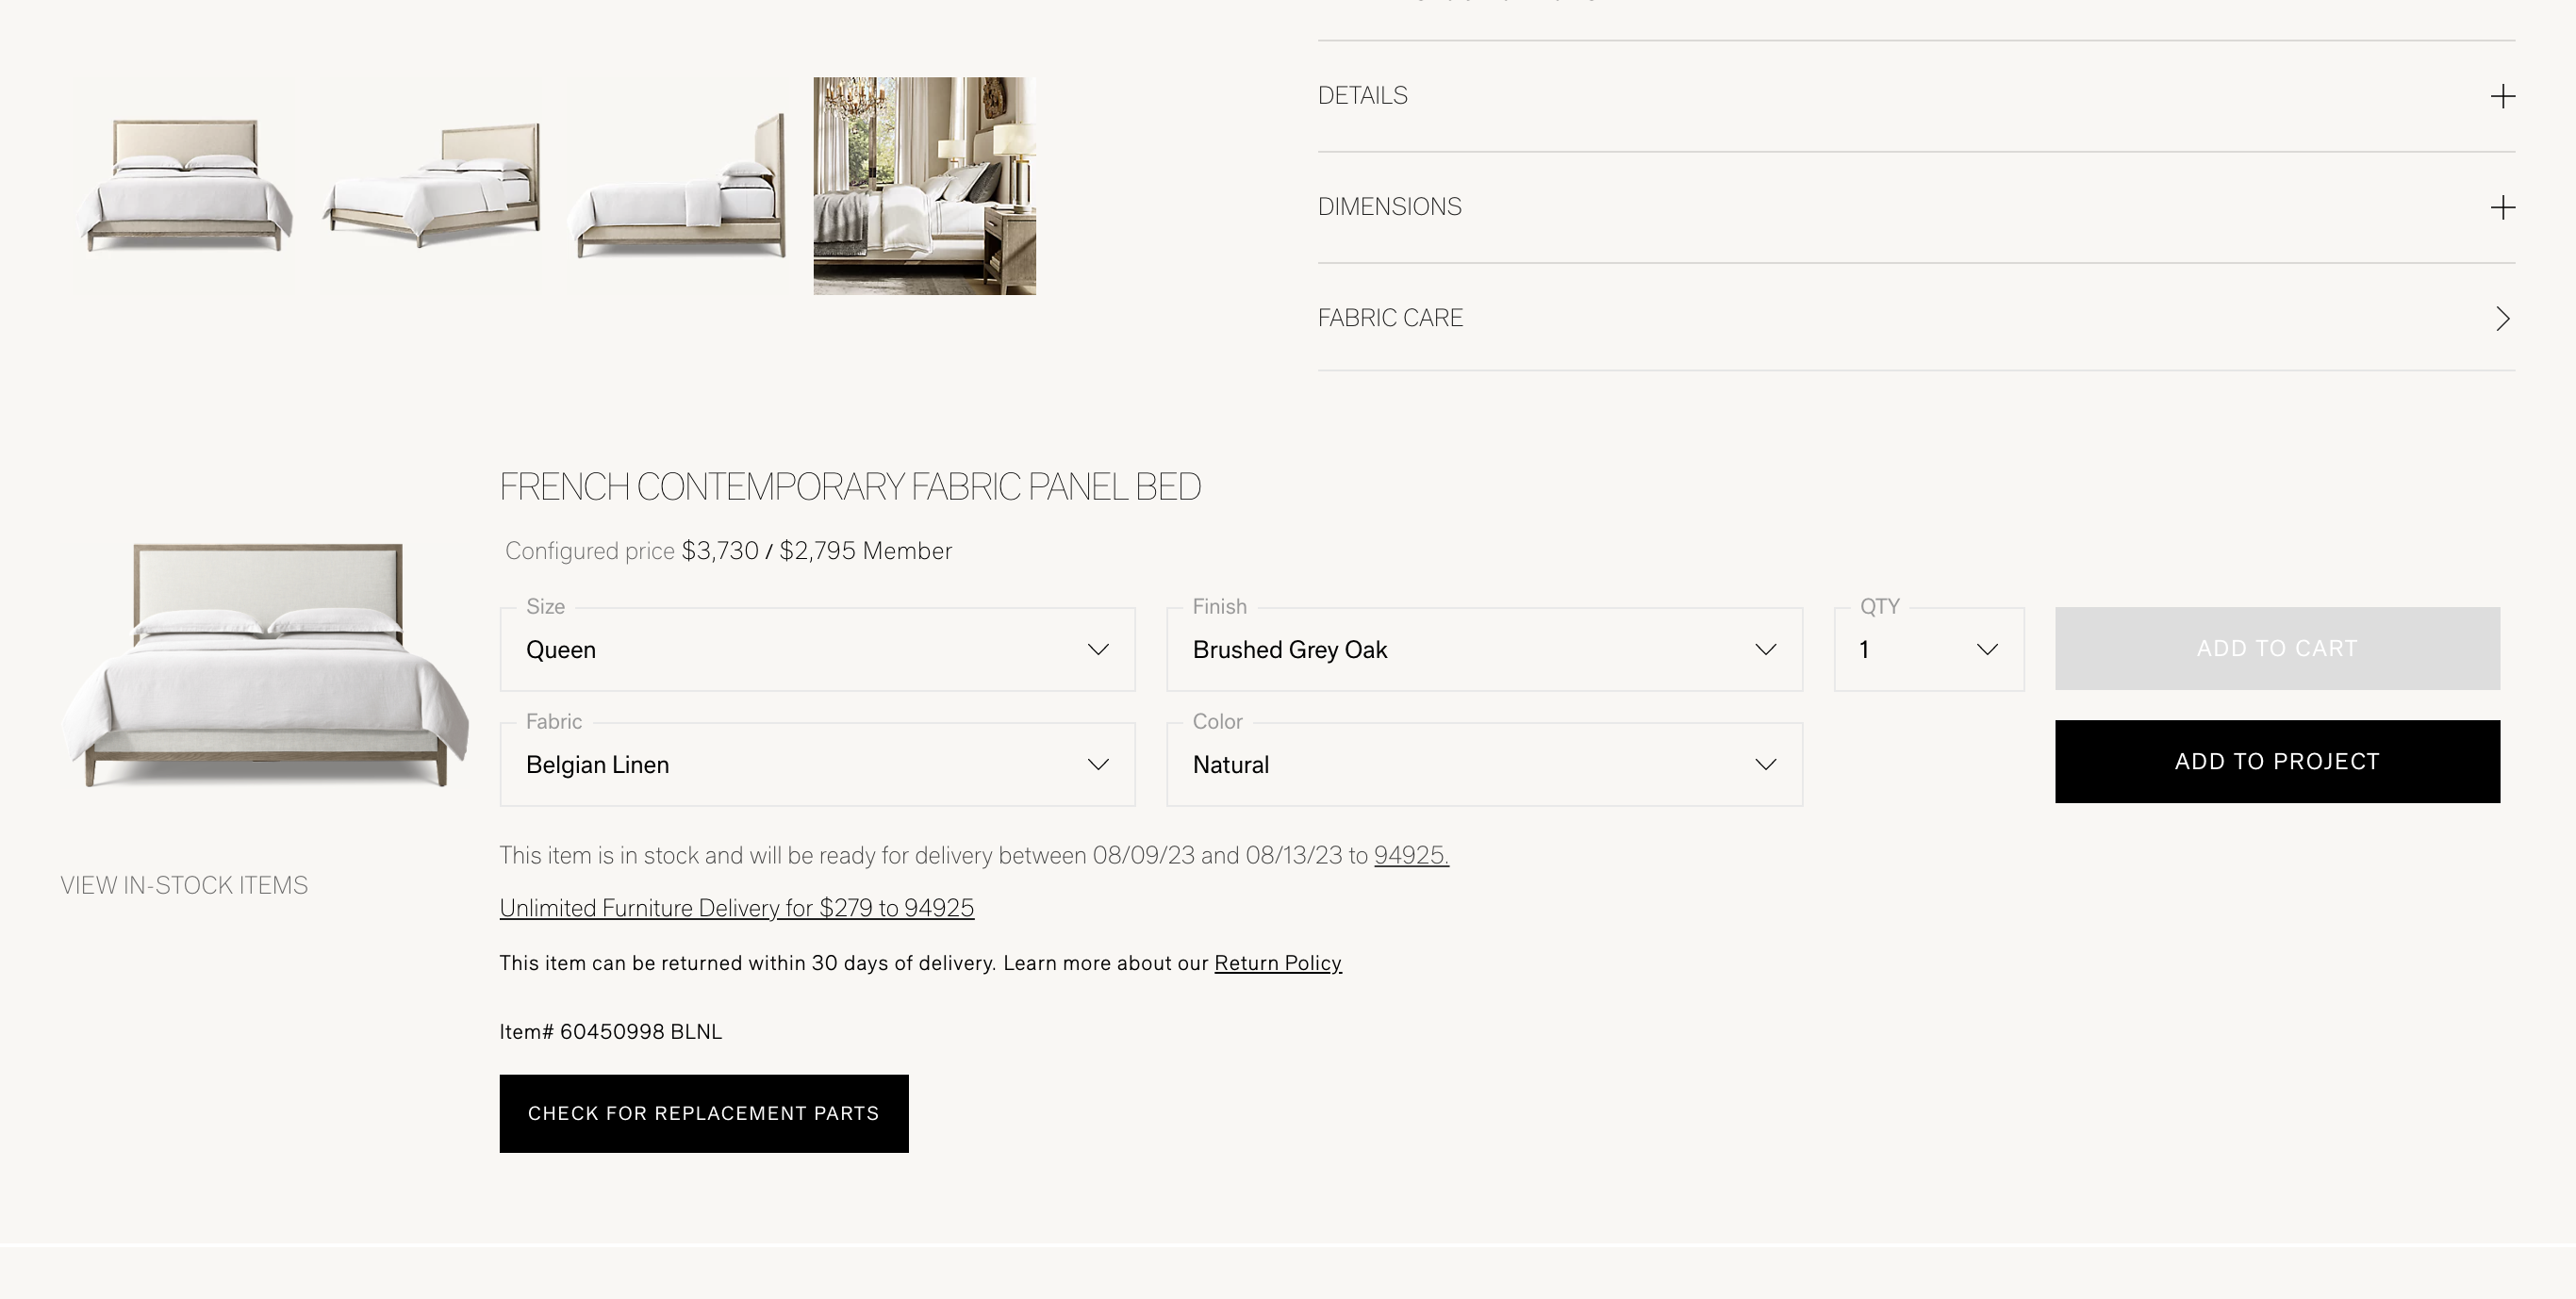 DETAILS
DIMENSIONS
FABRIC CARE
FRENCH CONTEMPORARY FABRIC PANEL BED
Configured price $3,730 / $2,795 Member
Size
Queen
Finish
Brushed Grey Oak
QTY
1
ADD TO CART
Fabric
Belgian Linen
Color
Natural
ADD TO PROJECT
This item is in stock and will be ready for delivery between 08/09/23 and 08/13/23 to 94925.
VIEW IN-STOCK ITEMS
Unlimited Furniture Delivery for $279 to 94925
This item can be returned within 30 days of delivery. Learn more about our Return Policy
Item# 60450998 BLNL
CHECK FOR REPLACEMENT PARTS